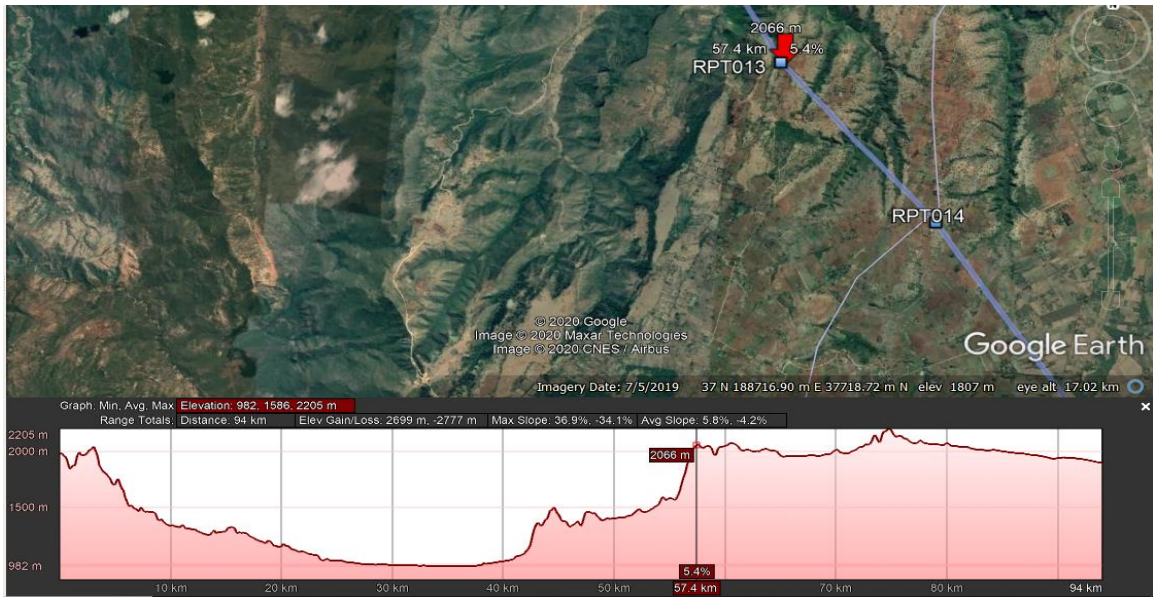 2066 m
57.4 km 5.4%
RPT013
RPT014
© 2020 Google
Image © 2020 Maxar Technologies
Image © 2020 CNES / Airbus
Google Earth
Imagery Date: 7/5/2019 37 N 188716.90 m E 37718.72 m N elev 1807 m eye alt 17.02 km
Graph: Min, Avg, Max Elevation: 982, 1586, 2205 m
Range Totals: Distance: 94 km Elev Gain/Loss: 2699 m, -2777 m Max Slope: 36.9%, -34.1% Avg Slope: 5.8%, -4.2%
2205 m
2000 m
2066 m
1500 m
982 m
5.4%
10 km 20 km 30 km 40 km 50 km 57.4 km 70 km 80 km 94 km